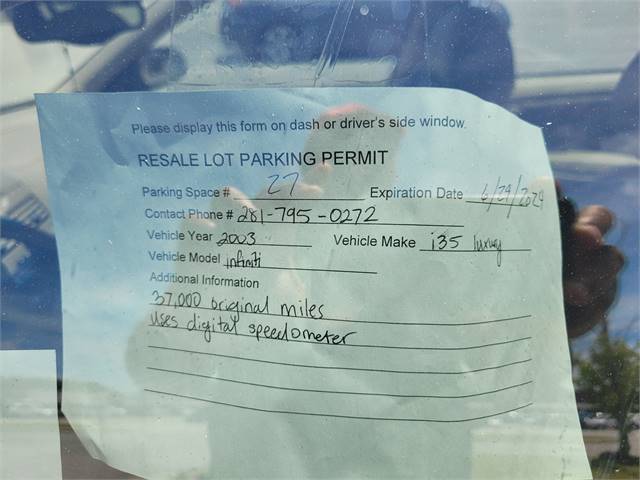 Please display this form on dash or driver's side window.
RESALE LOT PARKING PERMIT
Parking Space # 27 Expiration Date 6/29/2024
Contact Phone # 281-795-0272
Vehicle Year 2003 Vehicle Make i35 luxury
Vehicle Model infiniti
Additional Information
37,000 original miles
uses digital speedometer